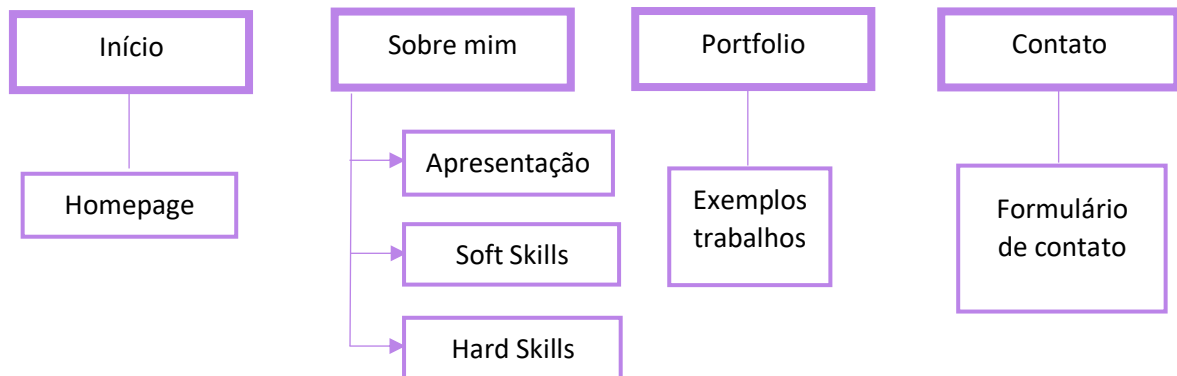 Início
Sobre mim
Portfolio
Contato
Homepage
Apresentação
Soft Skills
Hard Skills
Exemplos
trabalhos
Formulário
de contato